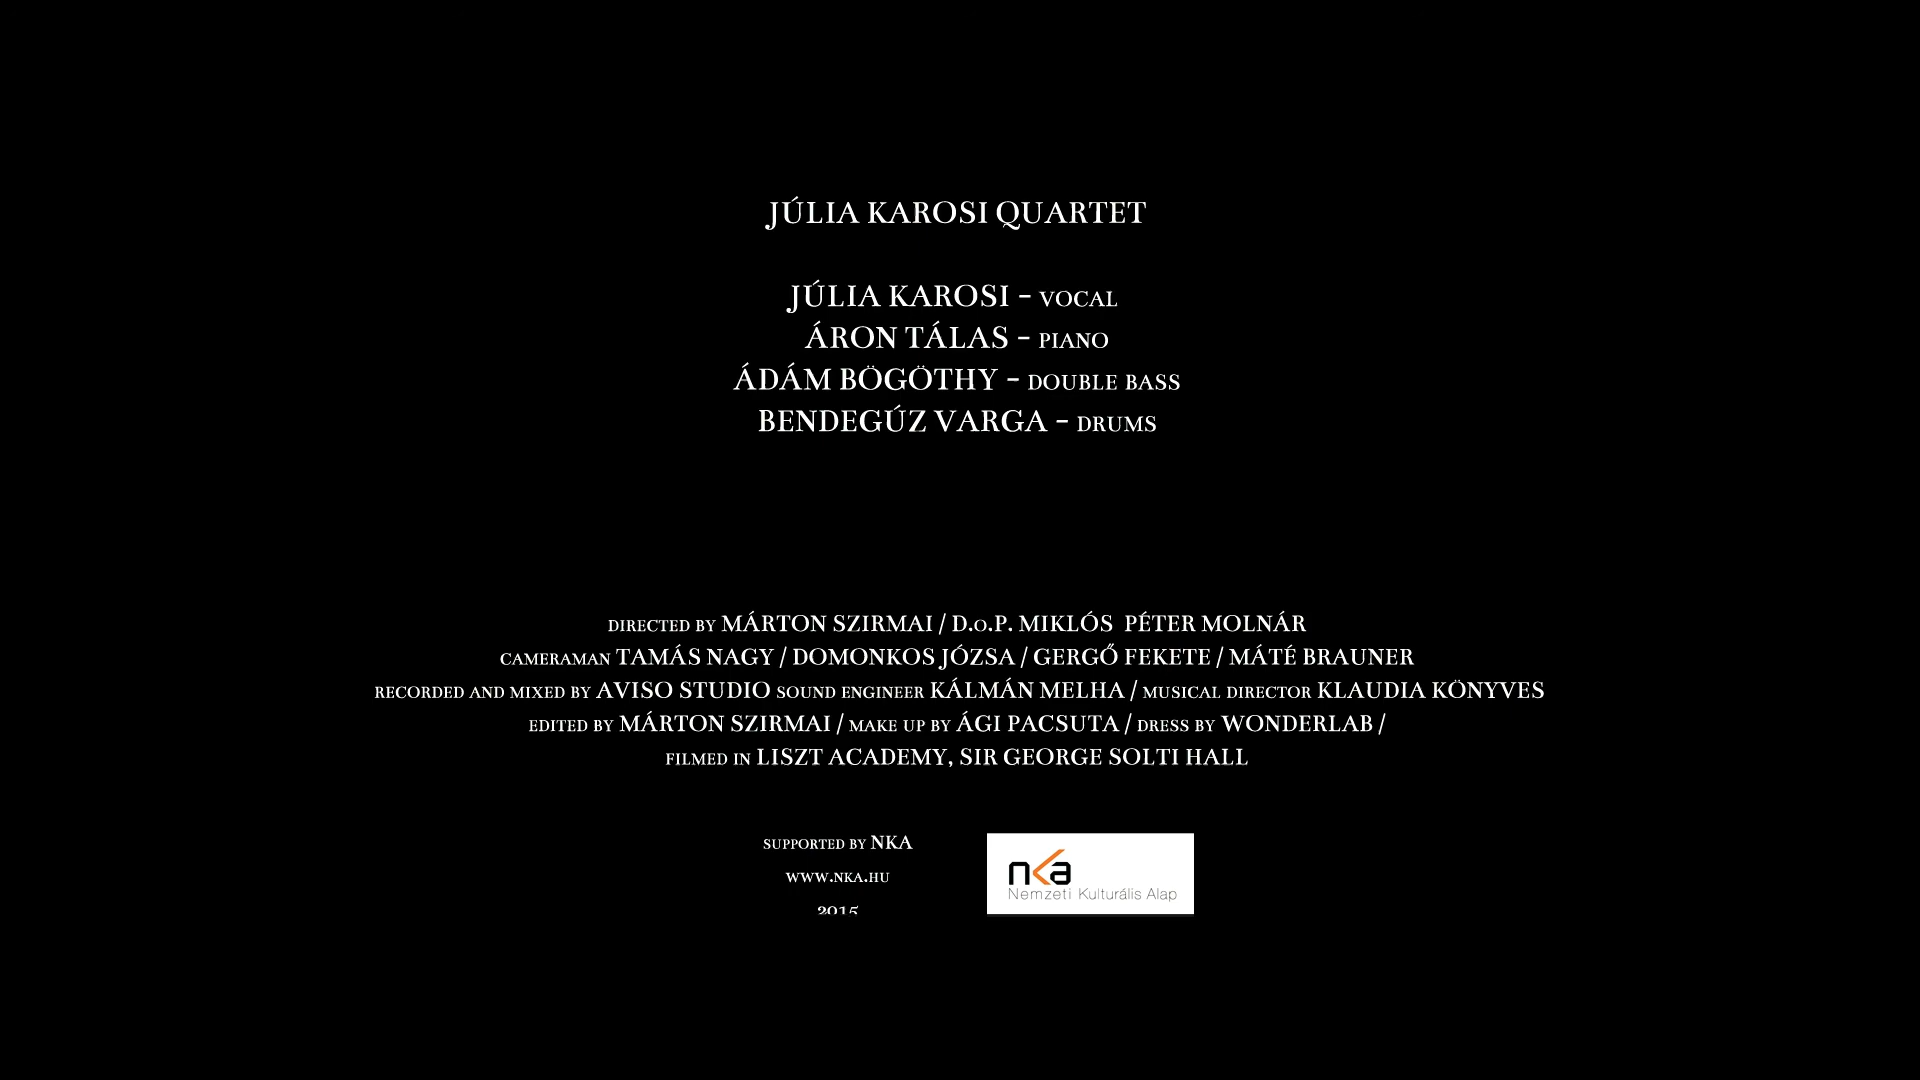 JÚLIA KAROSI QUARTET
JÚLIA KAROSI - VOCAL
ÁRON TÁLAS - PIANO
ÁDÁM BÖGÖTHY - DOUBLE BASS
BENDEGÚZ VARGA - DRUMS
DIRECTED BY MÁRTON SZIRMAI / D.O.P. MIKLÓS PÉTER MOLNÁR
CAMERAMAN TAMÁS NAGY / DOMONKOS JÓZSA / GERGŐ FEKETE / MÁTÉ BRAUNER
RECORDED AND MIXED BY AVISO STUDIO SOUND ENGINEER KÁLMÁN MELHA / MUSICAL DIRECTOR KLAUDIA KÖNYVES
EDITED BY MÁRTON SZIRMAI / MAKE UP BY ÁGI PACSUTA / DRESS BY WONDERLAB /
FILMED IN LISZT ACADEMY, SIR GEORGE SOLTI HALL
SUPPORTED BY NKA
WWW.NKA.HU
2015
nka
Nemzeti Kulturális Alap